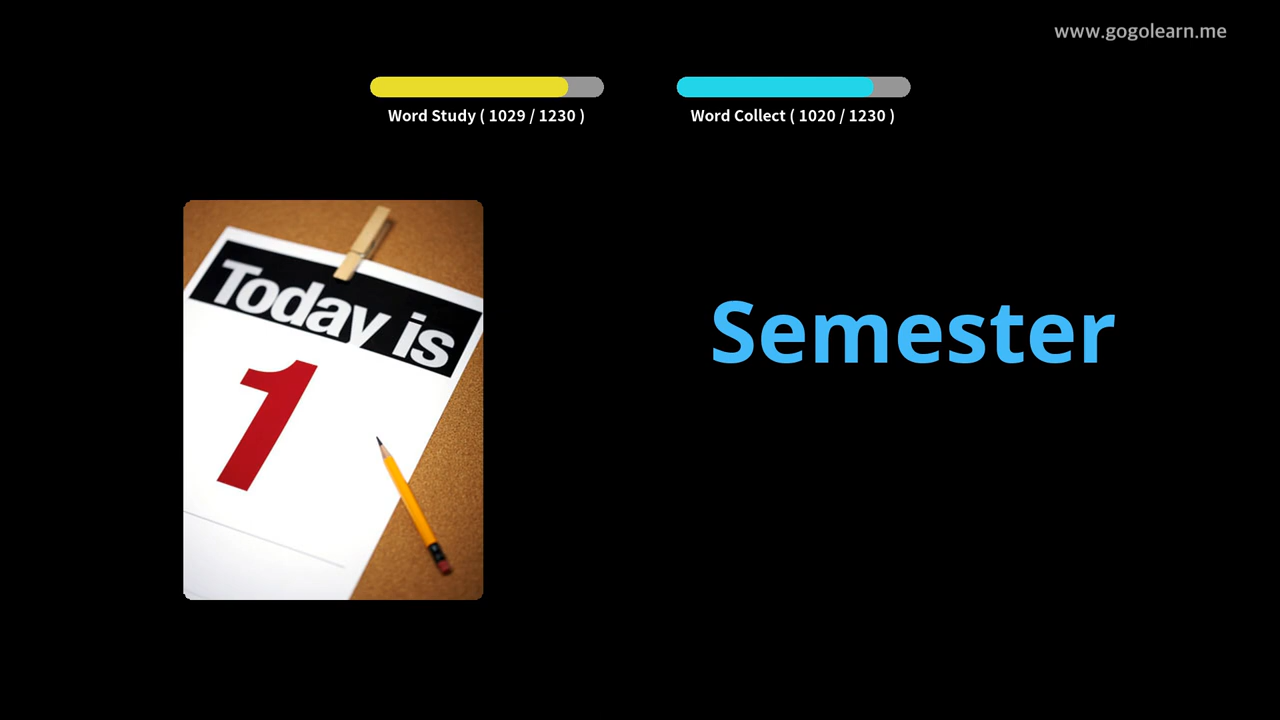 www.gogolearn.me
Word Study ( 1029 / 1230 )
Word Collect ( 1020 / 1230 )
Today is
1
Semester